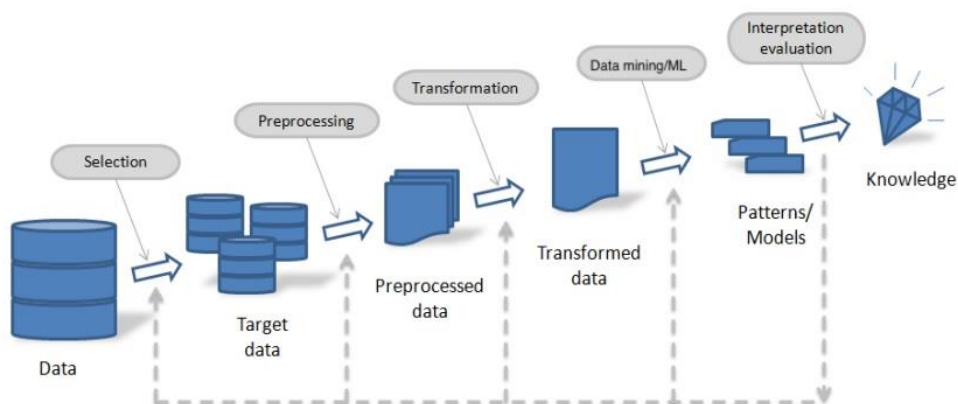 Interpretation
evaluation
Data mining/ML
Transformation
Preprocessing
Selection
Knowledge
Patterns/
Models
Transformed
data
Preprocessed
data
Target
data
Data